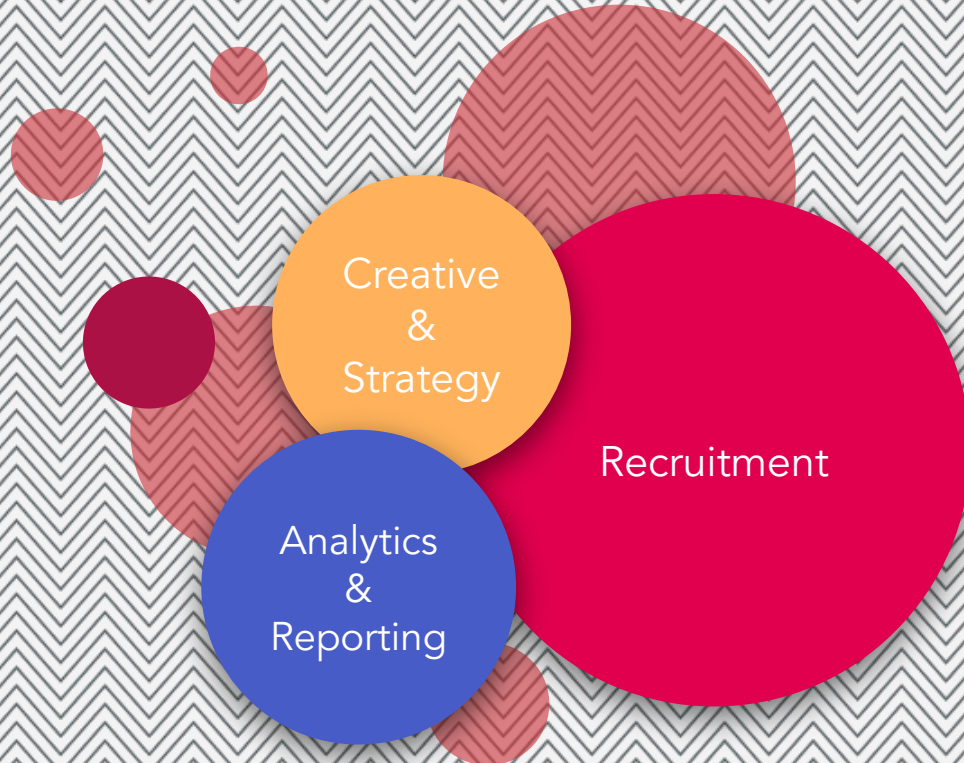 Creative
&
Strategy
Recruitment
Analytics
&
Reporting